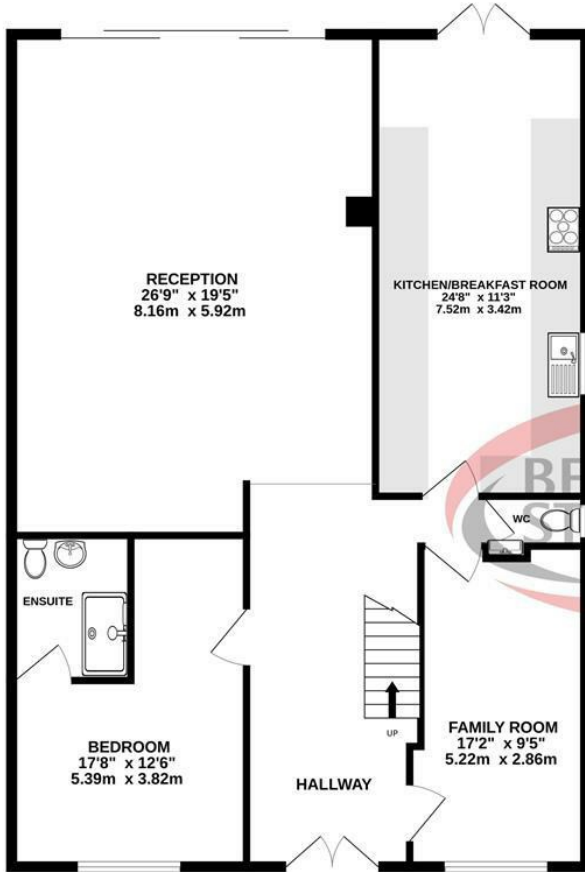 RECEPTION
26'9" x 19'5"
8.16m x 5.92m
KITCHEN/BREAKFAST ROOM
24'8" x 11'3"
7.52m x 3.42m
WC
ENSUITE
BEDROOM
17'8" x 12'6"
5.39m x 3.82m
UP
HALLWAY
FAMILY ROOM
17'2" x 9'5"
5.22m x 2.86m